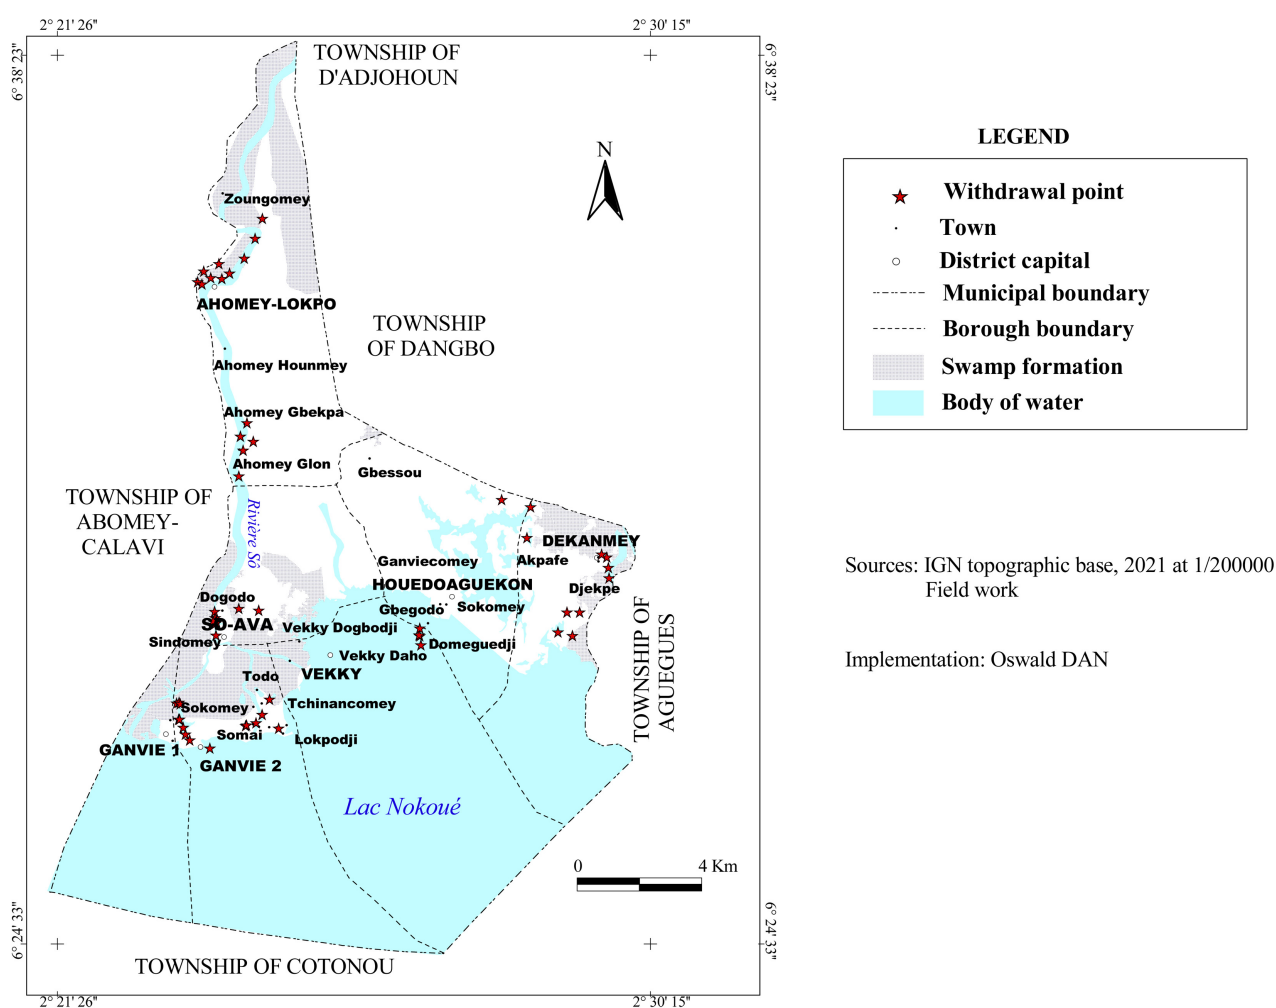 2° 21' 26"
2° 30' 15"
6° 38' 23"
6° 38' 23"
TOWNSHIP OF
D'ADJOHOUN
N
Zoungomey
AHOMEY-LOKPO
TOWNSHIP
OF DANGBO
Ahomey Hounmey
Ahomey Gbekpa
Ahomey Glon
Gbessou
TOWNSHIP OF
ABOMEY-
CALAVI
Rivière Sô
DEKANMEY
Akpafe
Ganviecomey
HOUEDOAGUEKON
Djekpe
Dogodo
Gbegodo
Sokomey
SO-AVA
Vekky Dogbodji
Sindomey
Domeguedji
Vekky Daho
TOWNSHIP OF
AGUEGUES
Todo
VEKKY
Sokomey
Tchinancomey
Somai
Lokpodji
GANVIE 1
GANVIE 2
Lac Nokoué
0
4 Km
6° 24' 33"
6° 24' 33"
TOWNSHIP OF COTONOU
2° 21' 26"
2° 30' 15"
LEGEND
Withdrawal point
Town
District capital
Municipal boundary
Borough boundary
Swamp formation
Body of water
Sources: IGN topographic base, 2021 at 1/200000
Field work
Implementation: Oswald DAN